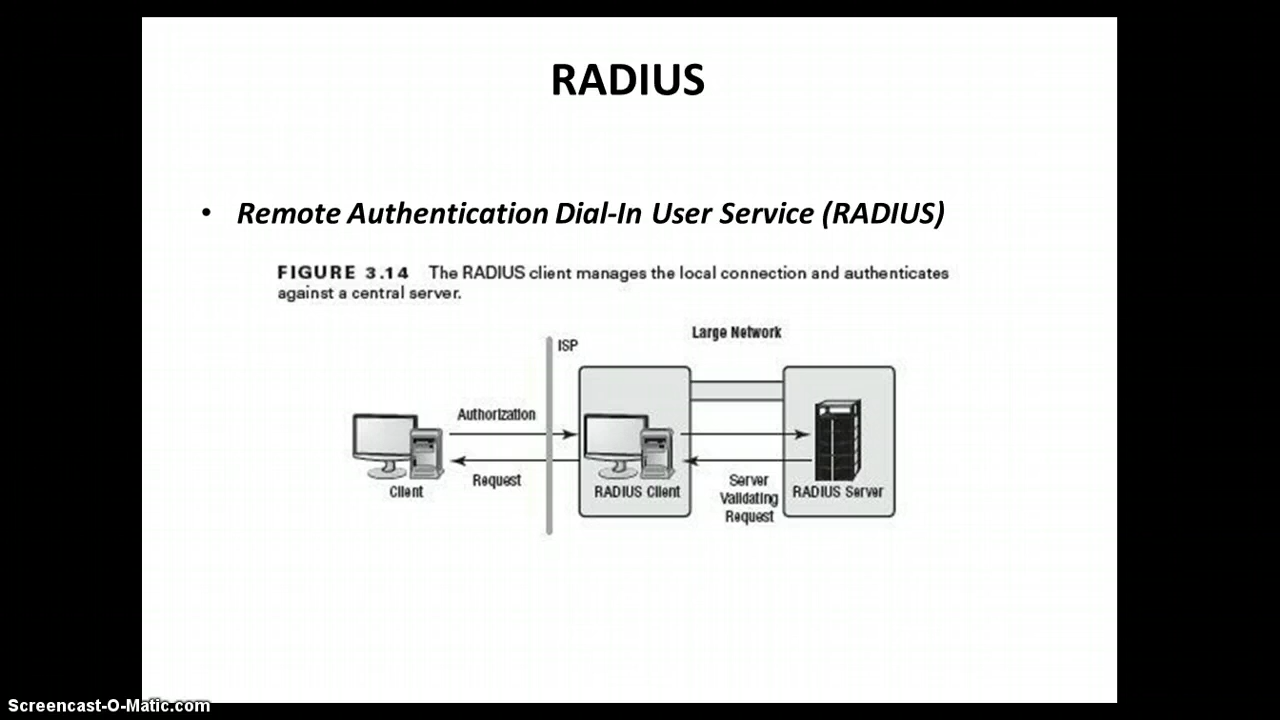 RADIUS
• Remote Authentication Dial-In User Service (RADIUS)
FIGURE 3.14 The RADIUS client manages the local connection and authenticates
against a central server.
Large Network
ISP
Authorization
Request
Client
RADIUS Client
Server
Validating
Request
RADIUS Server
Screencast-O-Matic.com